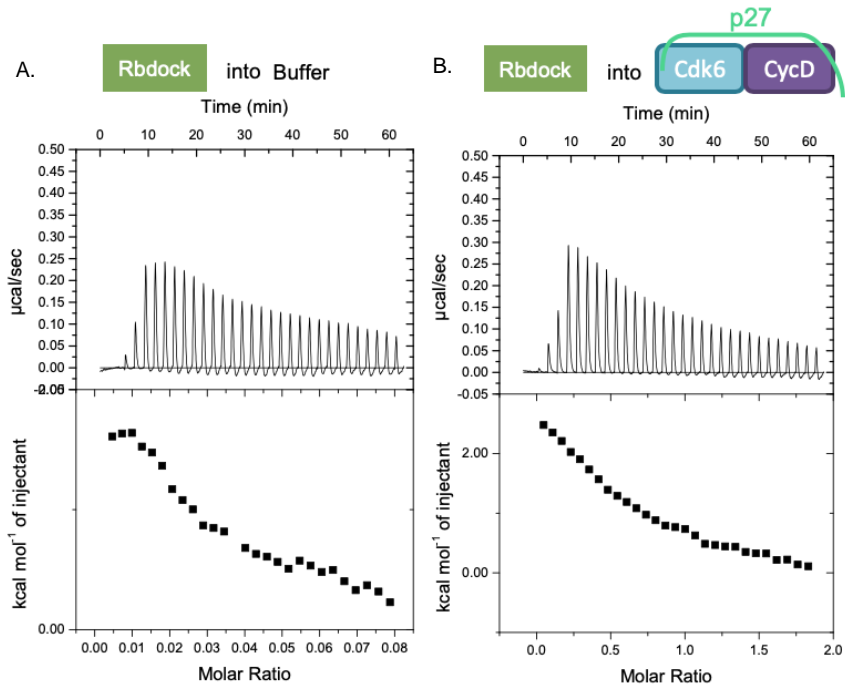 A.
Rbdock into Buffer
Time (min)
0 10 20 30 40 50 60
0.50
0.45
0.40
0.35
0.30
0.25
0.20
0.15
0.10
0.05
0.00
-0.05
µcal/sec
2.00
0.00
kcal mol⁻¹ of injectant
0.00 0.01 0.02 0.03 0.04 0.05 0.06 0.07 0.08
Molar Ratio
B.
p27
Rbdock into Cdk6 CycD
Time (min)
0 10 20 30 40 50 60
0.50
0.45
0.40
0.35
0.30
0.25
0.20
0.15
0.10
0.05
0.00
-0.05
µcal/sec
2.00
0.00
kcal mol⁻¹ of injectant
0.0 0.5 1.0 1.5 2.0
Molar Ratio